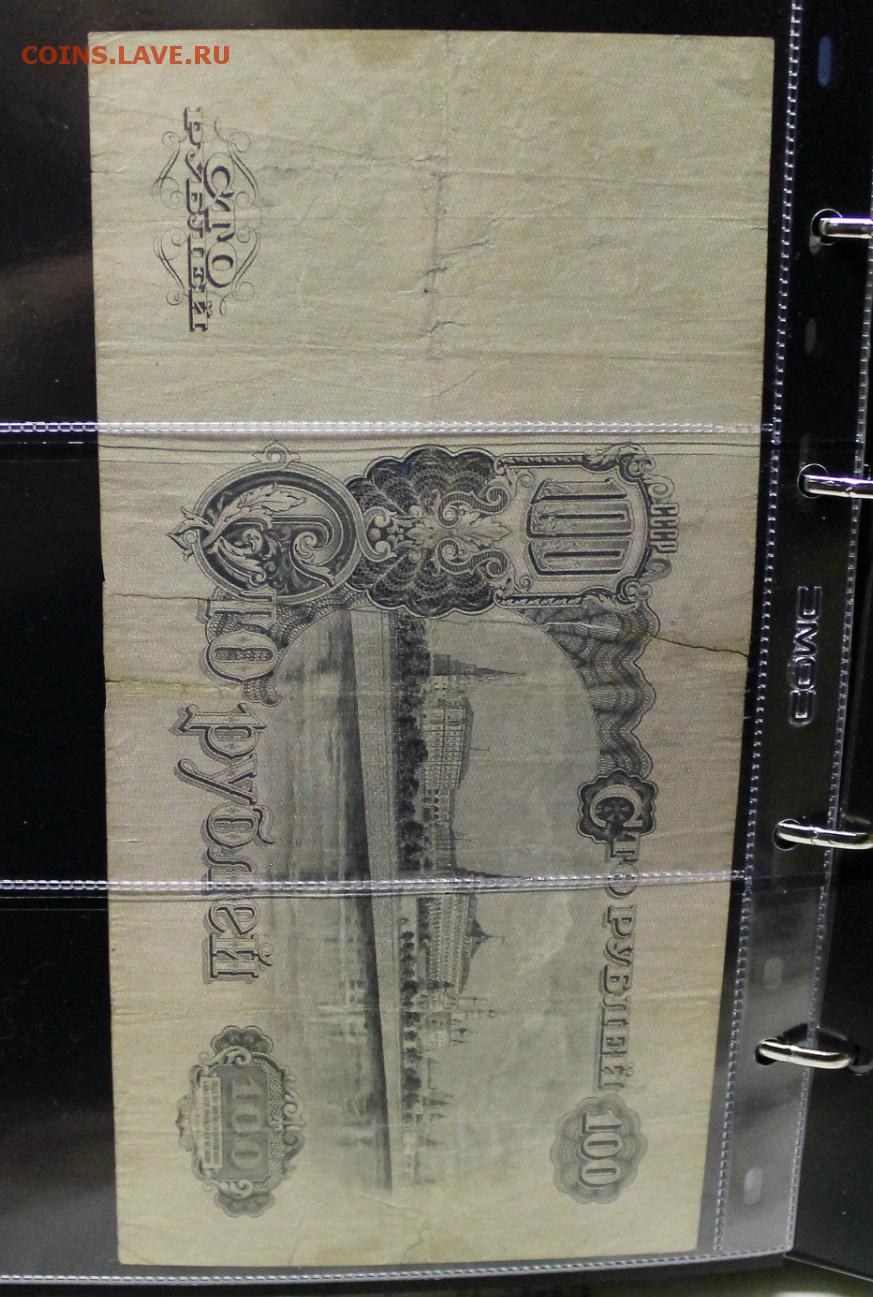 COINS.LAVE.RU
СТО
РУБЛЕЙ
СССР
100
СТО РУБЛЕЙ
100
Сто рублей
100